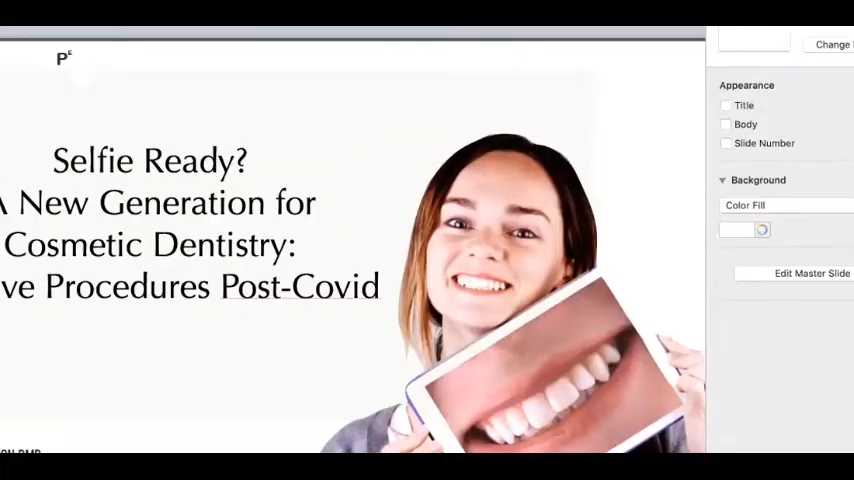 PE
Change
Appearance
Title
Body
Slide Number
Background
Color Fill
Edit Master Slide
Selfie Ready?
A New Generation for
Cosmetic Dentistry:
ve Procedures Post-Covid